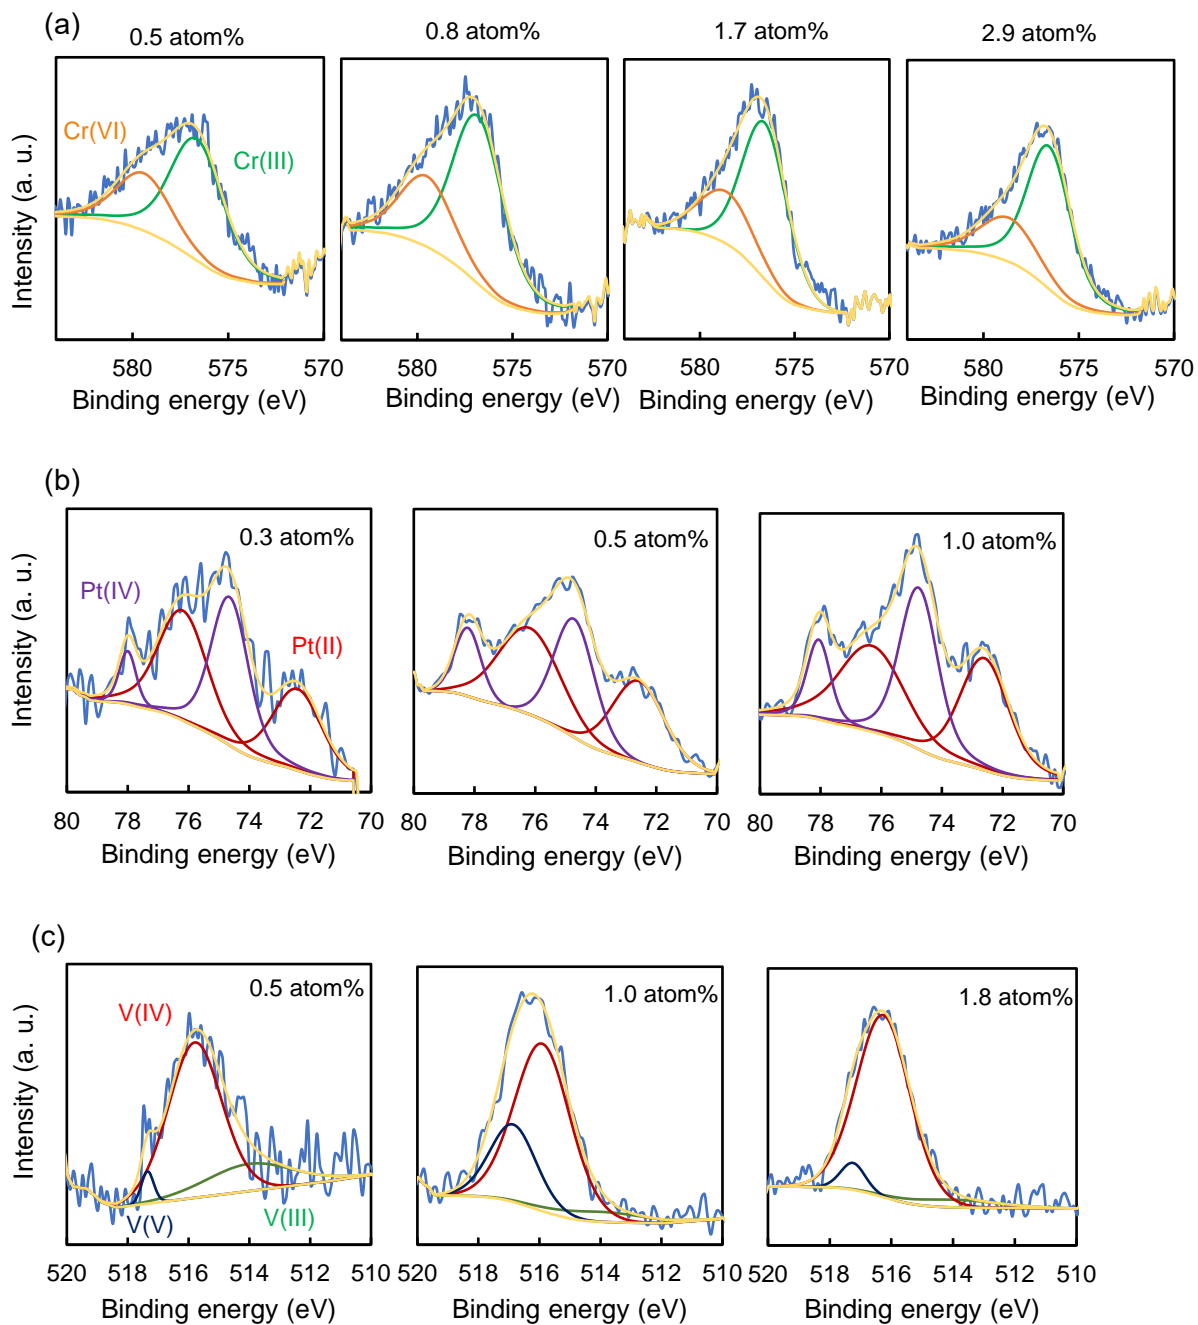 (a)
0.5 atom%
0.8 atom%
1.7 atom%
2.9 atom%
Intensity (a. u.)
Cr(VI)
Cr(III)
580 575 570
580 575 570
580 575 570
580 575 570
Binding energy (eV)
Binding energy (eV)
Binding energy (eV)
Binding energy (eV)
(b)
Intensity (a. u.)
0.3 atom%
0.5 atom%
1.0 atom%
Pt(IV)
Pt(II)
80 78 76 74 72 70
80 78 76 74 72 70
80 78 76 74 72 70
Binding energy (eV)
Binding energy (eV)
Binding energy (eV)
(c)
Intensity (a. u.)
0.5 atom%
1.0 atom%
1.8 atom%
V(IV)
V(V)
V(III)
520 518 516 514 512 510
520 518 516 514 512 510
520 518 516 514 512 510
Binding energy (eV)
Binding energy (eV)
Binding energy (eV)